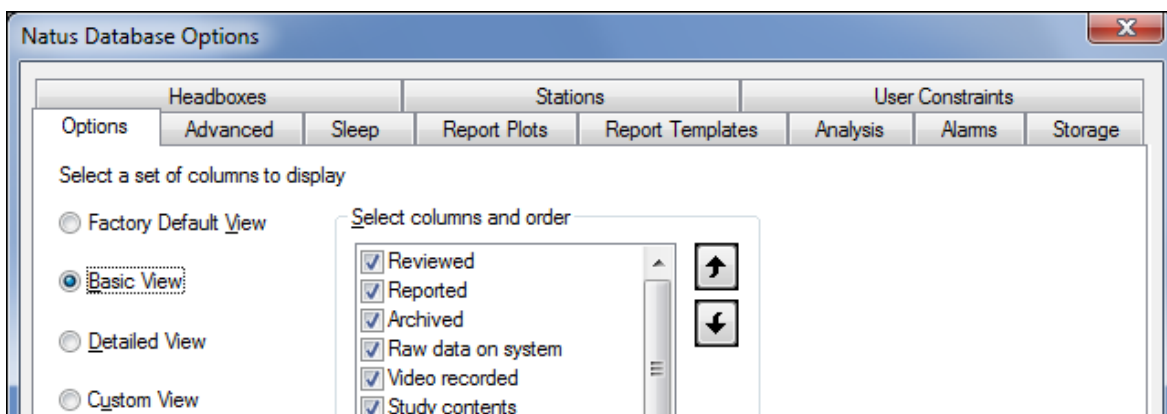 Natus Database Options
Headboxes Stations User Constraints
Options Advanced Sleep Report Plots Report Templates Analysis Alarms Storage
Select a set of columns to display
Factory Default View
Select columns and order
Reviewed
Basic View
Reported
Archived
Detailed View
Raw data on system
Video recorded
Custom View
Study contents